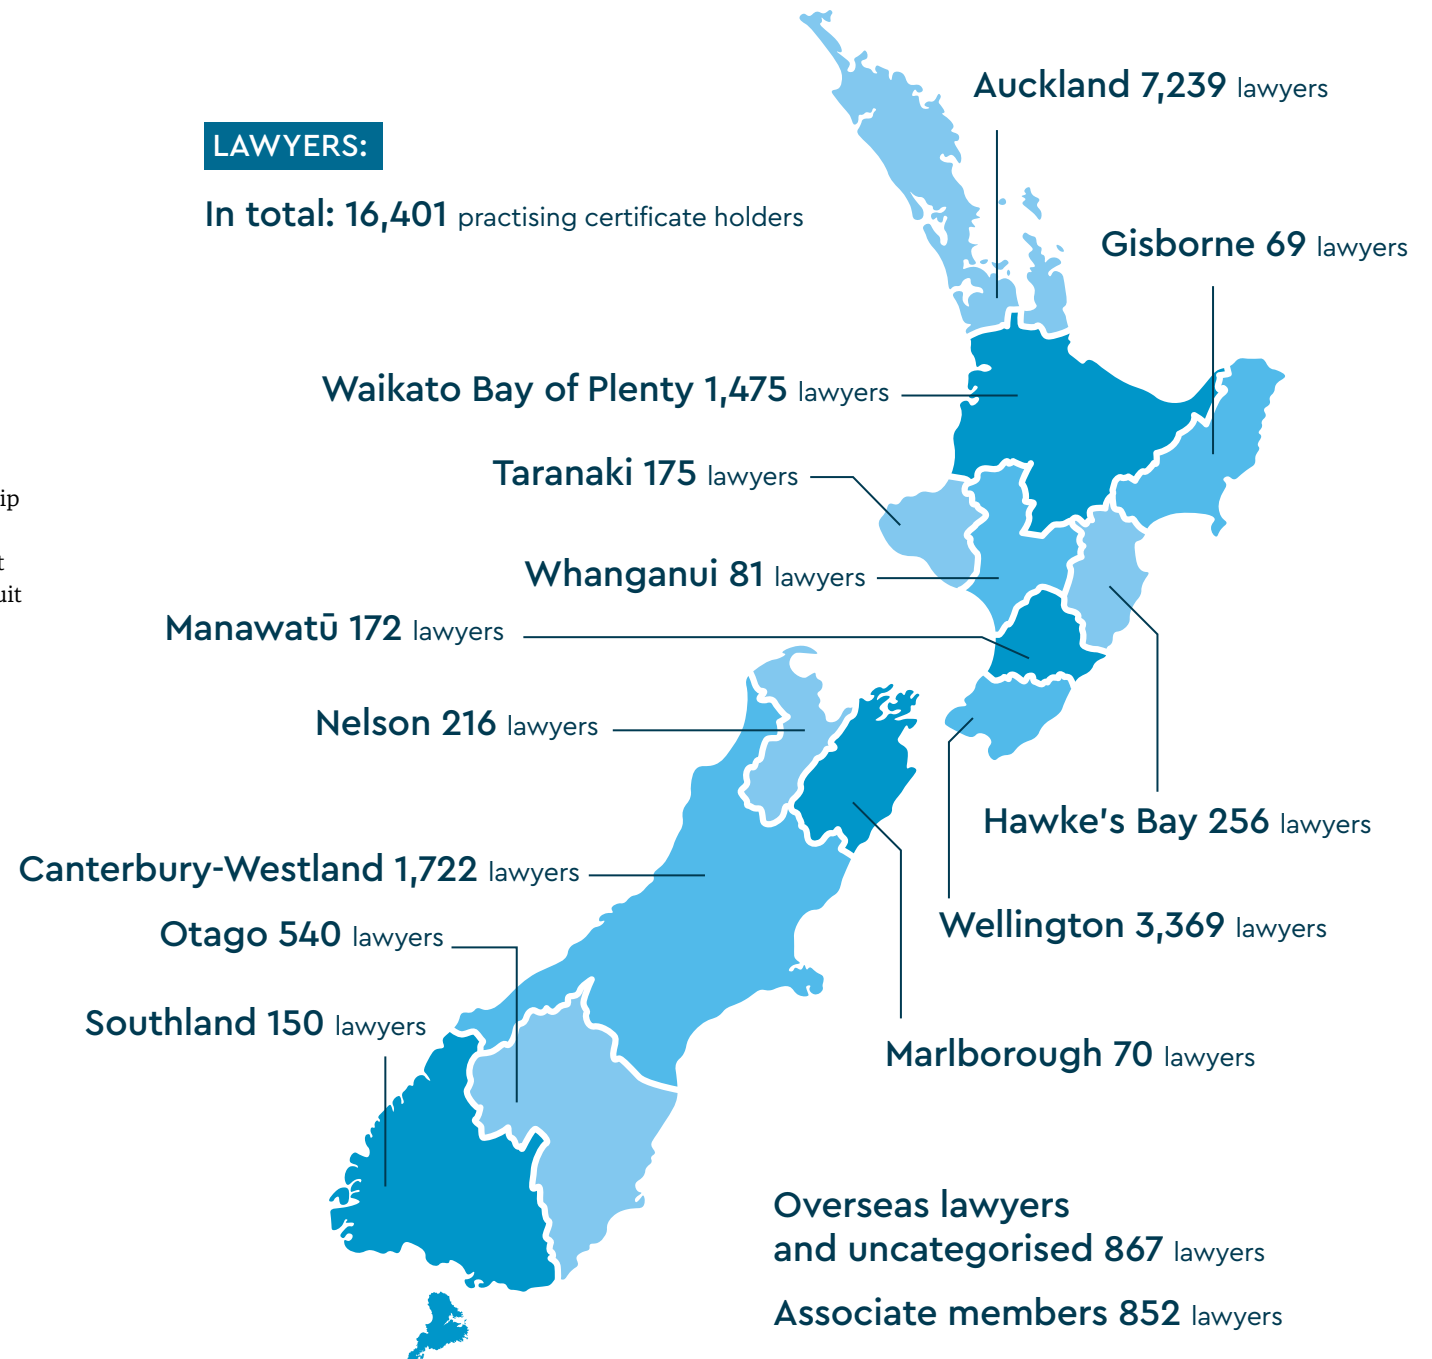 Auckland 7,239 lawyers
LAWYERS:
In total: 16,401 practising certificate holders
Gisborne 69 lawyers
Waikato Bay of Plenty 1,475 lawyers
Taranaki 175 lawyers
ip
t
uit
Whanganui 81 lawyers
Manawatū 172 lawyers
Nelson 216 lawyers
Hawke's Bay 256 lawyers
Canterbury-Westland 1,722 lawyers
Wellington 3,369 lawyers
Otago 540 lawyers
Southland 150 lawyers
Marlborough 70 lawyers
Overseas lawyers
and uncategorised 867 lawyers
Associate members 852 lawyers